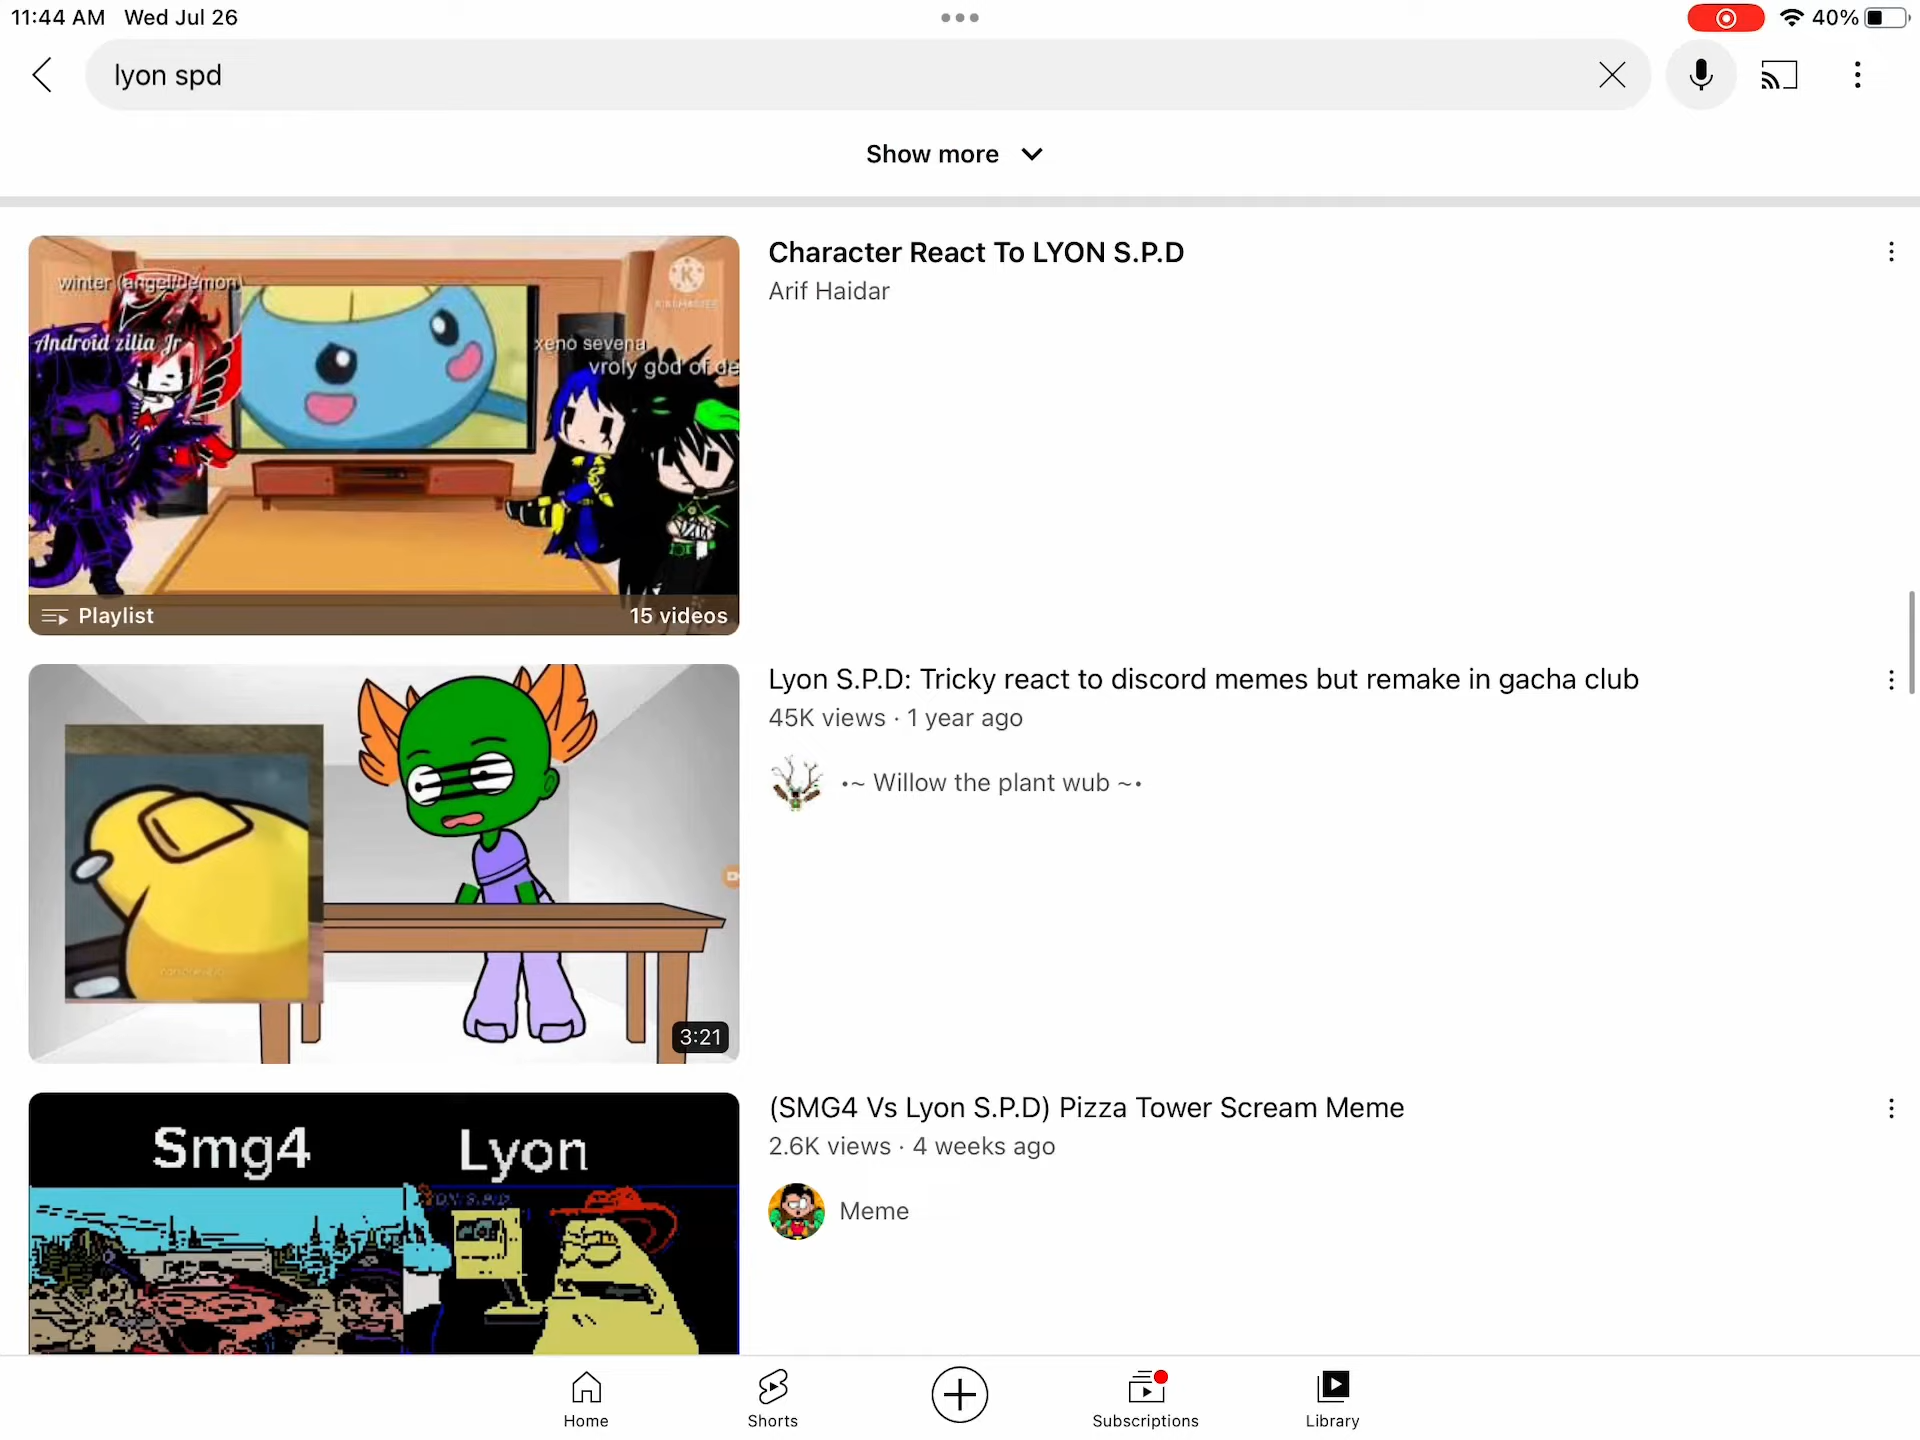 11:44 AM Wed Jul 26
40%
lyon spd
Show more
winter (angel/demon)
Android zilia Jr
xeno sevena
vroly god of de
Playlist
15 videos
Character React To LYON S.P.D
Arif Haidar
3:21
Lyon S.P.D: Tricky react to discord memes but remake in gacha club
45K views · 1 year ago
•~ Willow the plant wub ~•
Smg4
Lyon
(SMG4 Vs Lyon S.P.D) Pizza Tower Scream Meme
2.6K views · 4 weeks ago
Meme
Home
Shorts
Subscriptions
Library